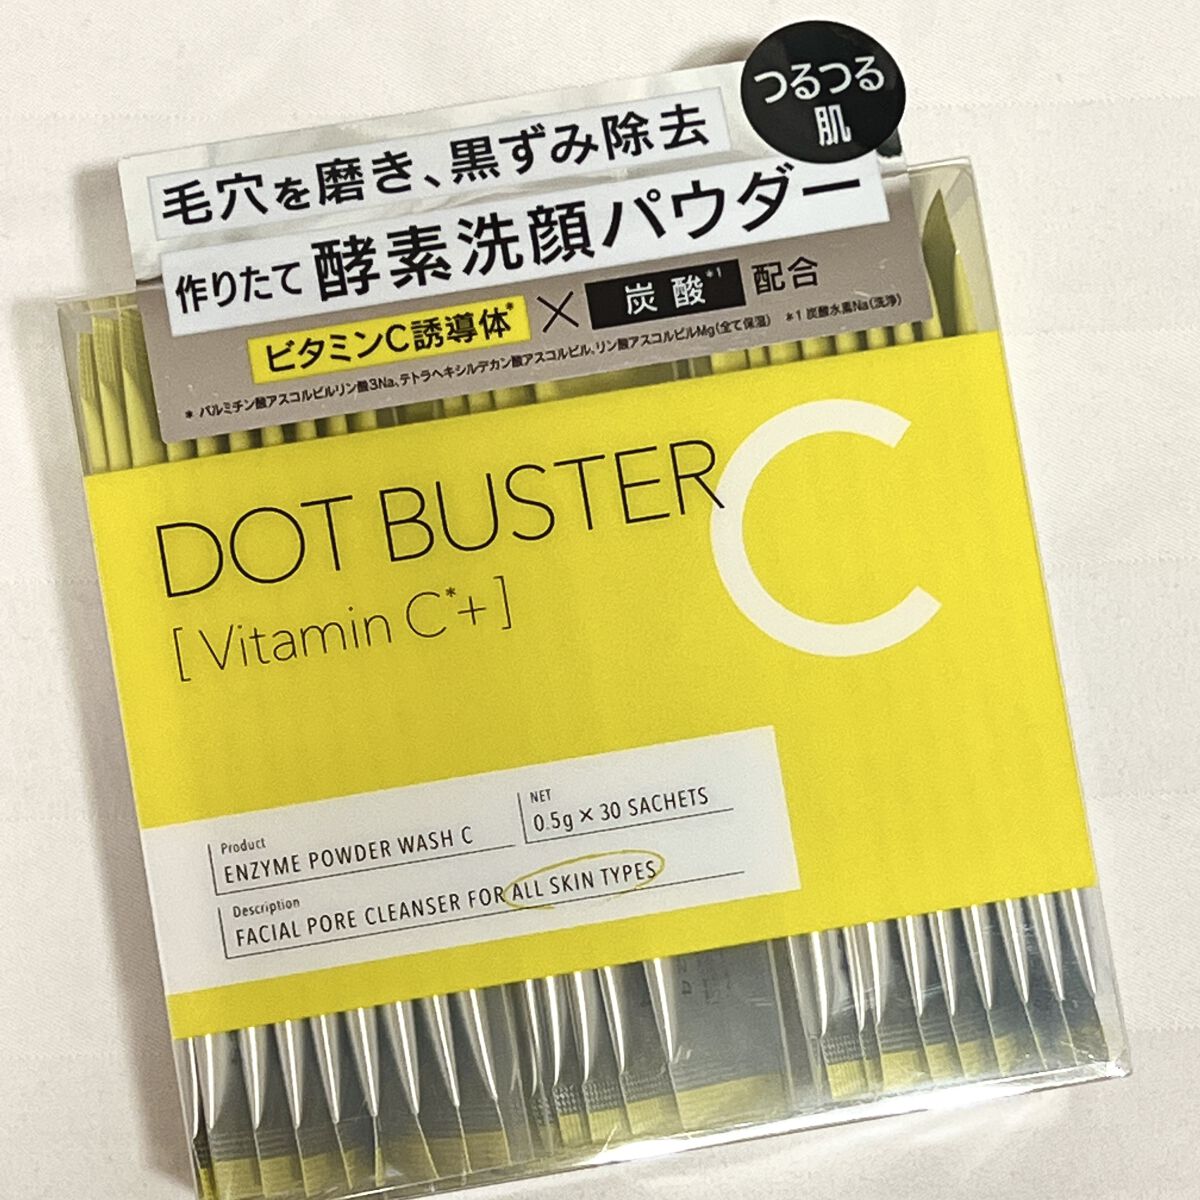 つるつる
肌
毛穴を磨き、黒ずみ除去
作りたて 酵素洗顔パウダー
ビタミンC誘導体* × 炭酸*1 配合
* パルミチン酸アスコルビルリン酸3Na、テトラヘキシルデカン酸アスコルビル、リン酸アスコルビルMg(全て保湿) *1 炭酸水素Na(洗浄)
DOT BUSTER C
[ Vitamin C*+ ]
Product
ENZYME POWDER WASH C
NET
0.5g × 30 SACHETS
Description
FACIAL PORE CLEANSER FOR ALL SKIN TYPES